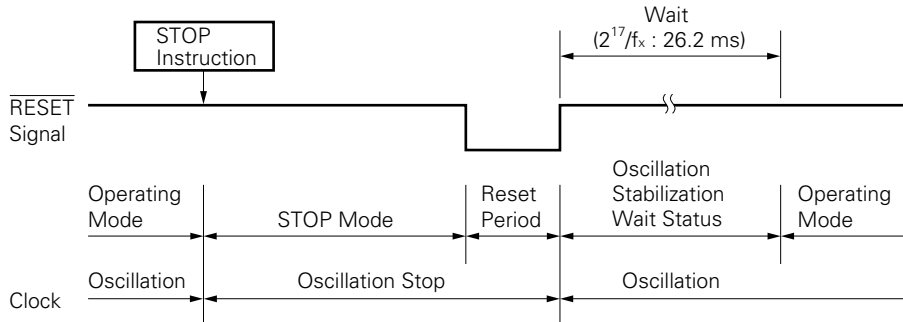 Wait
(2¹⁷/fₓ : 26.2 ms)
STOP
Instruction
RESET
Signal
Operating
Mode
STOP Mode
Reset
Period
Oscillation
Stabilization
Wait Status
Operating
Mode
Clock
Oscillation
Oscillation Stop
Oscillation